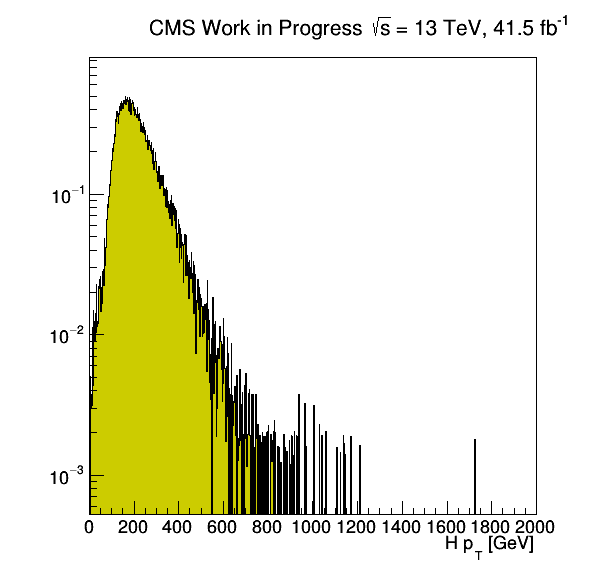 CMS Work in Progress √s = 13 TeV, 41.5 fb⁻¹
10⁻¹
10⁻²
10⁻³
0 200 400 600 800 1000 1200 1400 1600 1800 2000
H p_T [GeV]